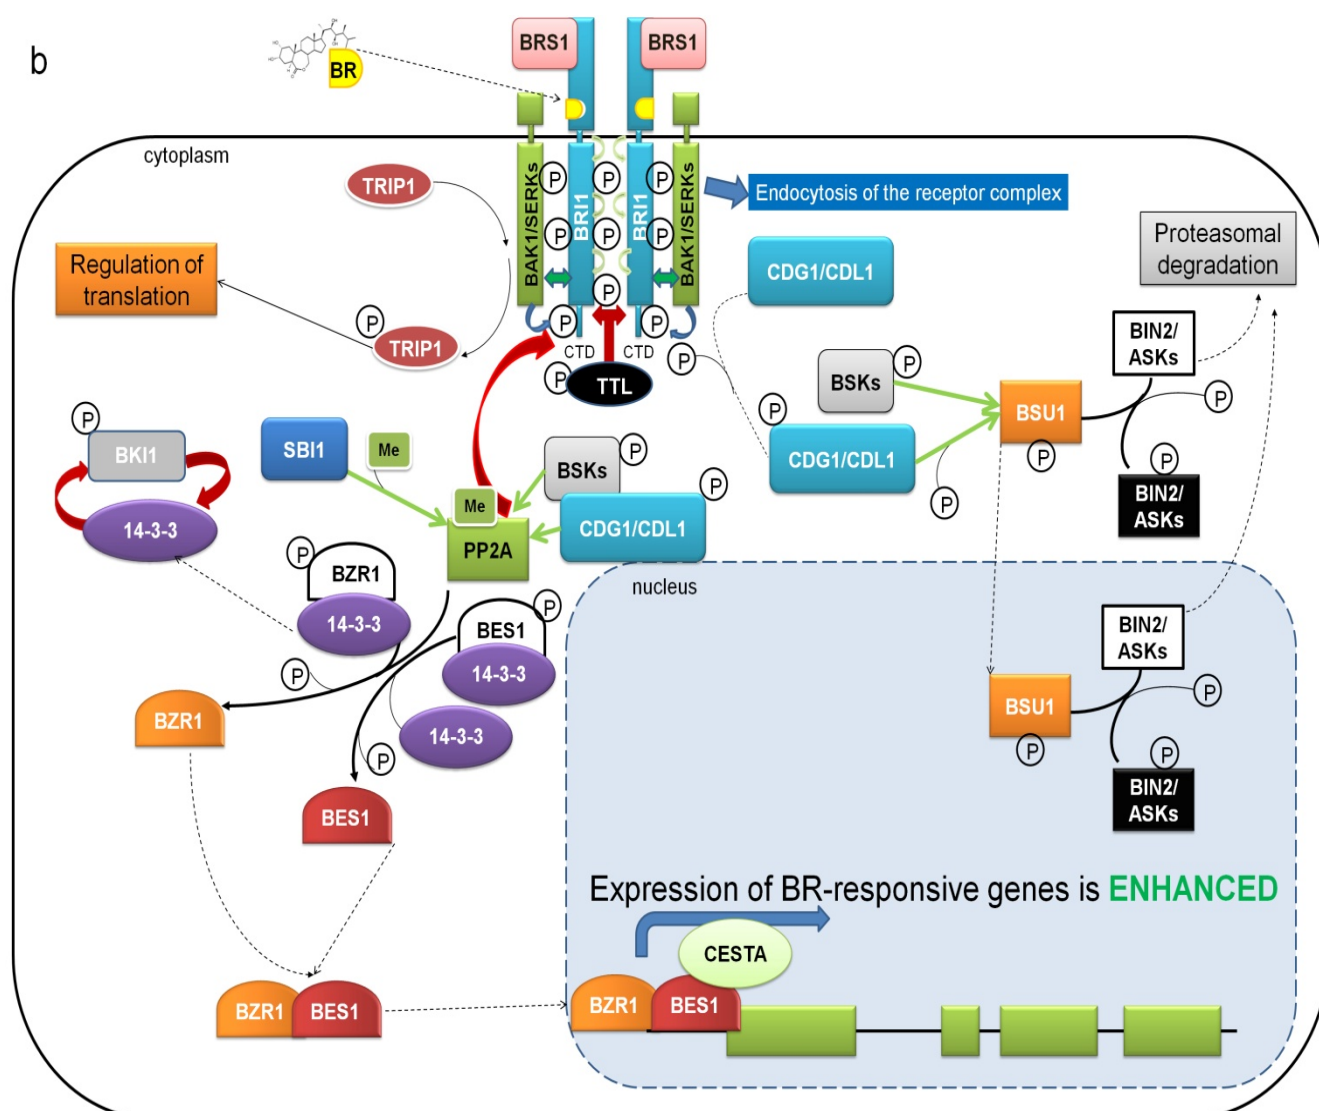 b
BR
BRS1
BRS1
cytoplasm
TRIP1
BAK1/SERKs
P
BRI1
P
BRI1
P
BAK1/SERKs
P
P
P
P
Endocytosis of the receptor complex
Regulation of
translation
Proteasomal
degradation
CDG1/CDL1
P
TRIP1
P
P
P
CTD
CTD
P
P
TTL
BSKs
P
BIN2/
ASKs
BSU1
P
P
P
BKI1
SBI1
Me
BSKs
P
P
CDG1/CDL1
P
P
BIN2/
ASKs
14-3-3
Me
PP2A
CDG1/CDL1
P
P
BZR1
14-3-3
nucleus
BES1
P
14-3-3
P
BZR1
14-3-3
P
BES1
BIN2/
ASKs
BSU1
P
P
P
BIN2/
ASKs
Expression of BR-responsive genes is ENHANCED
CESTA
BZR1
BES1
BZR1
BES1